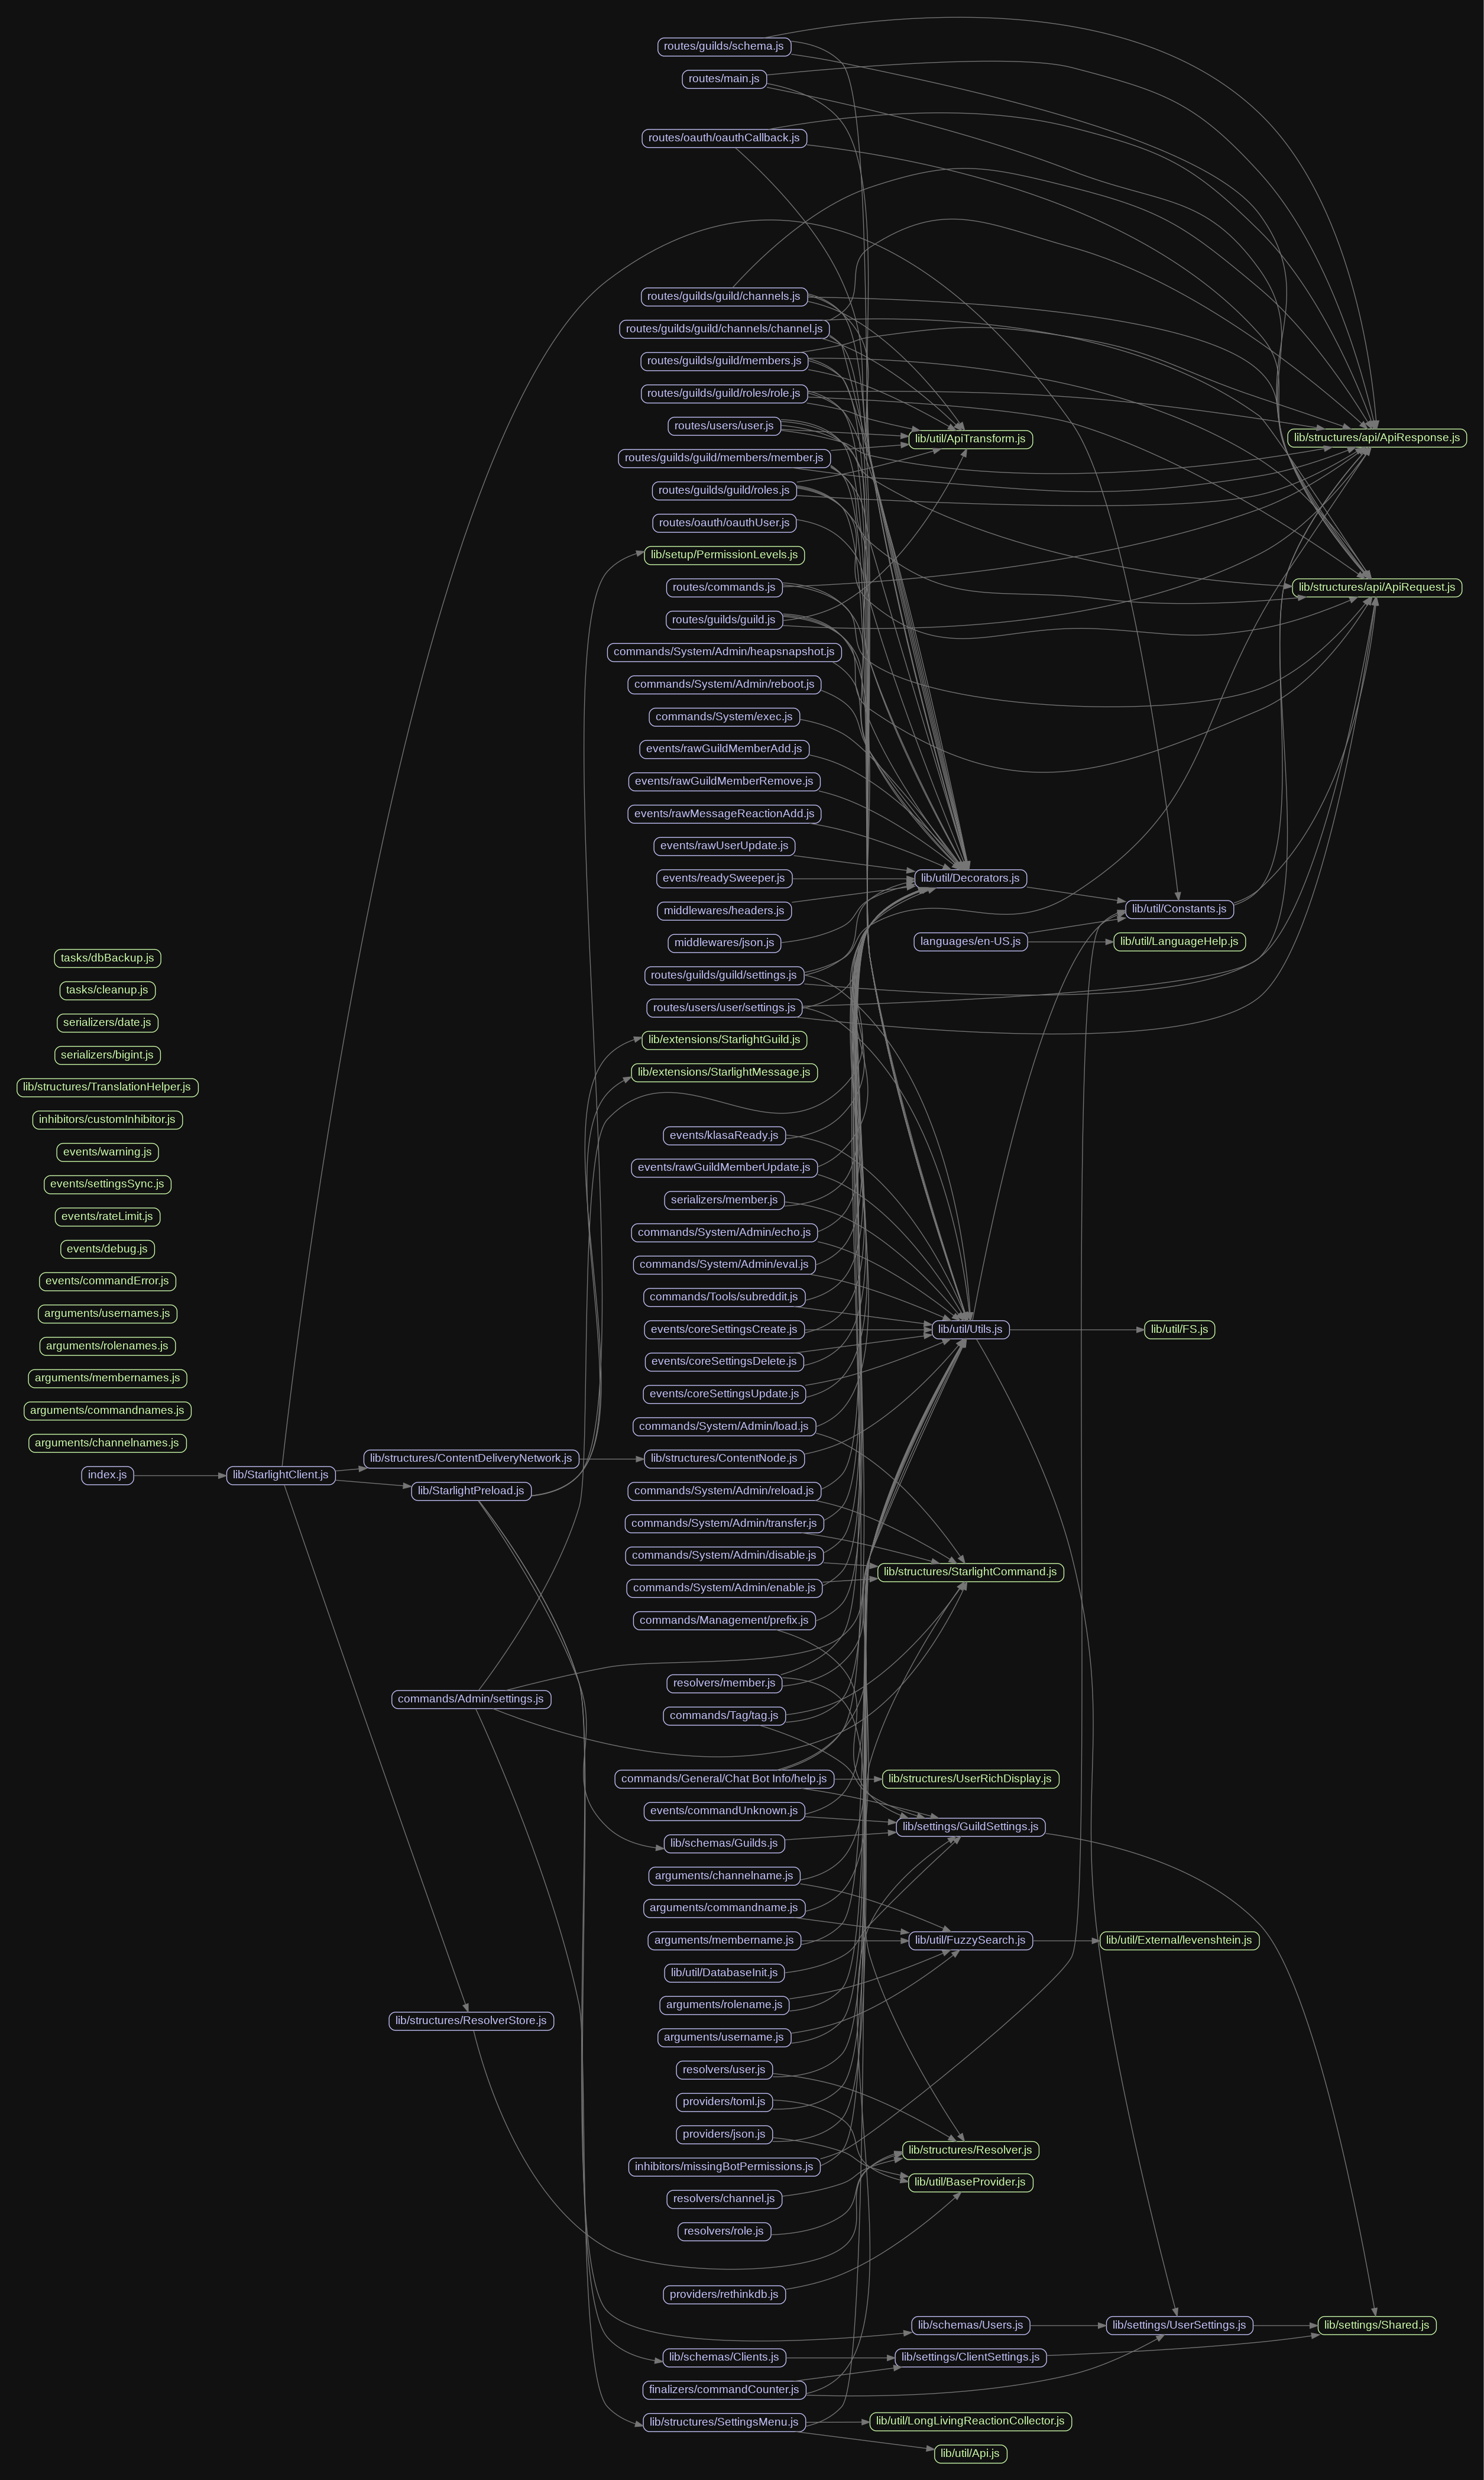 routes/guilds/schema.js
routes/main.js
routes/oauth/oauthCallback.js
routes/guilds/guild/channels.js
routes/guilds/guild/channels/channel.js
routes/guilds/guild/members.js
routes/guilds/guild/roles/role.js
routes/users/user.js
routes/guilds/guild/members/member.js
routes/guilds/guild/roles.js
routes/oauth/oauthUser.js
lib/setup/PermissionLevels.js
routes/commands.js
routes/guilds/guild.js
commands/System/Admin/heapsnapshot.js
commands/System/Admin/reboot.js
commands/System/exec.js
events/rawGuildMemberAdd.js
events/rawGuildMemberRemove.js
events/rawMessageReactionAdd.js
events/rawUserUpdate.js
events/readySweeper.js
middlewares/headers.js
middlewares/json.js
routes/guilds/guild/settings.js
routes/users/user/settings.js
lib/extensions/StarlightGuild.js
lib/extensions/StarlightMessage.js
events/klasaReady.js
events/rawGuildMemberUpdate.js
serializers/member.js
commands/System/Admin/echo.js
commands/System/Admin/eval.js
commands/Tools/subreddit.js
events/coreSettingsCreate.js
events/coreSettingsDelete.js
events/coreSettingsUpdate.js
commands/System/Admin/load.js
lib/structures/ContentNode.js
commands/System/Admin/reload.js
commands/System/Admin/transfer.js
commands/System/Admin/disable.js
commands/System/Admin/enable.js
commands/Management/prefix.js
resolvers/member.js
commands/Tag/tag.js
commands/General/Chat Bot Info/help.js
events/commandUnknown.js
lib/schemas/Guilds.js
arguments/channelname.js
arguments/commandname.js
arguments/membername.js
lib/util/DatabaseInit.js
arguments/rolename.js
arguments/username.js
resolvers/user.js
providers/toml.js
providers/json.js
inhibitors/missingBotPermissions.js
resolvers/channel.js
resolvers/role.js
providers/rethinkdb.js
lib/schemas/Clients.js
finalizers/commandCounter.js
lib/structures/SettingsMenu.js
tasks/dbBackup.js
tasks/cleanup.js
serializers/date.js
serializers/bigint.js
lib/structures/TranslationHelper.js
inhibitors/customInhibitor.js
events/warning.js
events/settingsSync.js
events/rateLimit.js
events/debug.js
events/commandError.js
arguments/usernames.js
arguments/rolenames.js
arguments/membernames.js
arguments/commandnames.js
arguments/channelnames.js
index.js
lib/StarlightClient.js
lib/structures/ContentDeliveryNetwork.js
lib/StarlightPreload.js
commands/Admin/settings.js
lib/structures/ResolverStore.js
lib/util/ApiTransform.js
lib/util/Decorators.js
languages/en-US.js
lib/util/Utils.js
lib/structures/StarlightCommand.js
lib/structures/UserRichDisplay.js
lib/settings/GuildSettings.js
lib/util/FuzzySearch.js
lib/structures/Resolver.js
lib/util/BaseProvider.js
lib/schemas/Users.js
lib/settings/ClientSettings.js
lib/util/LongLivingReactionCollector.js
lib/util/Api.js
lib/util/Constants.js
lib/util/LanguageHelp.js
lib/util/FS.js
lib/util/External/levenshtein.js
lib/settings/UserSettings.js
lib/structures/api/ApiResponse.js
lib/structures/api/ApiRequest.js
lib/settings/Shared.js